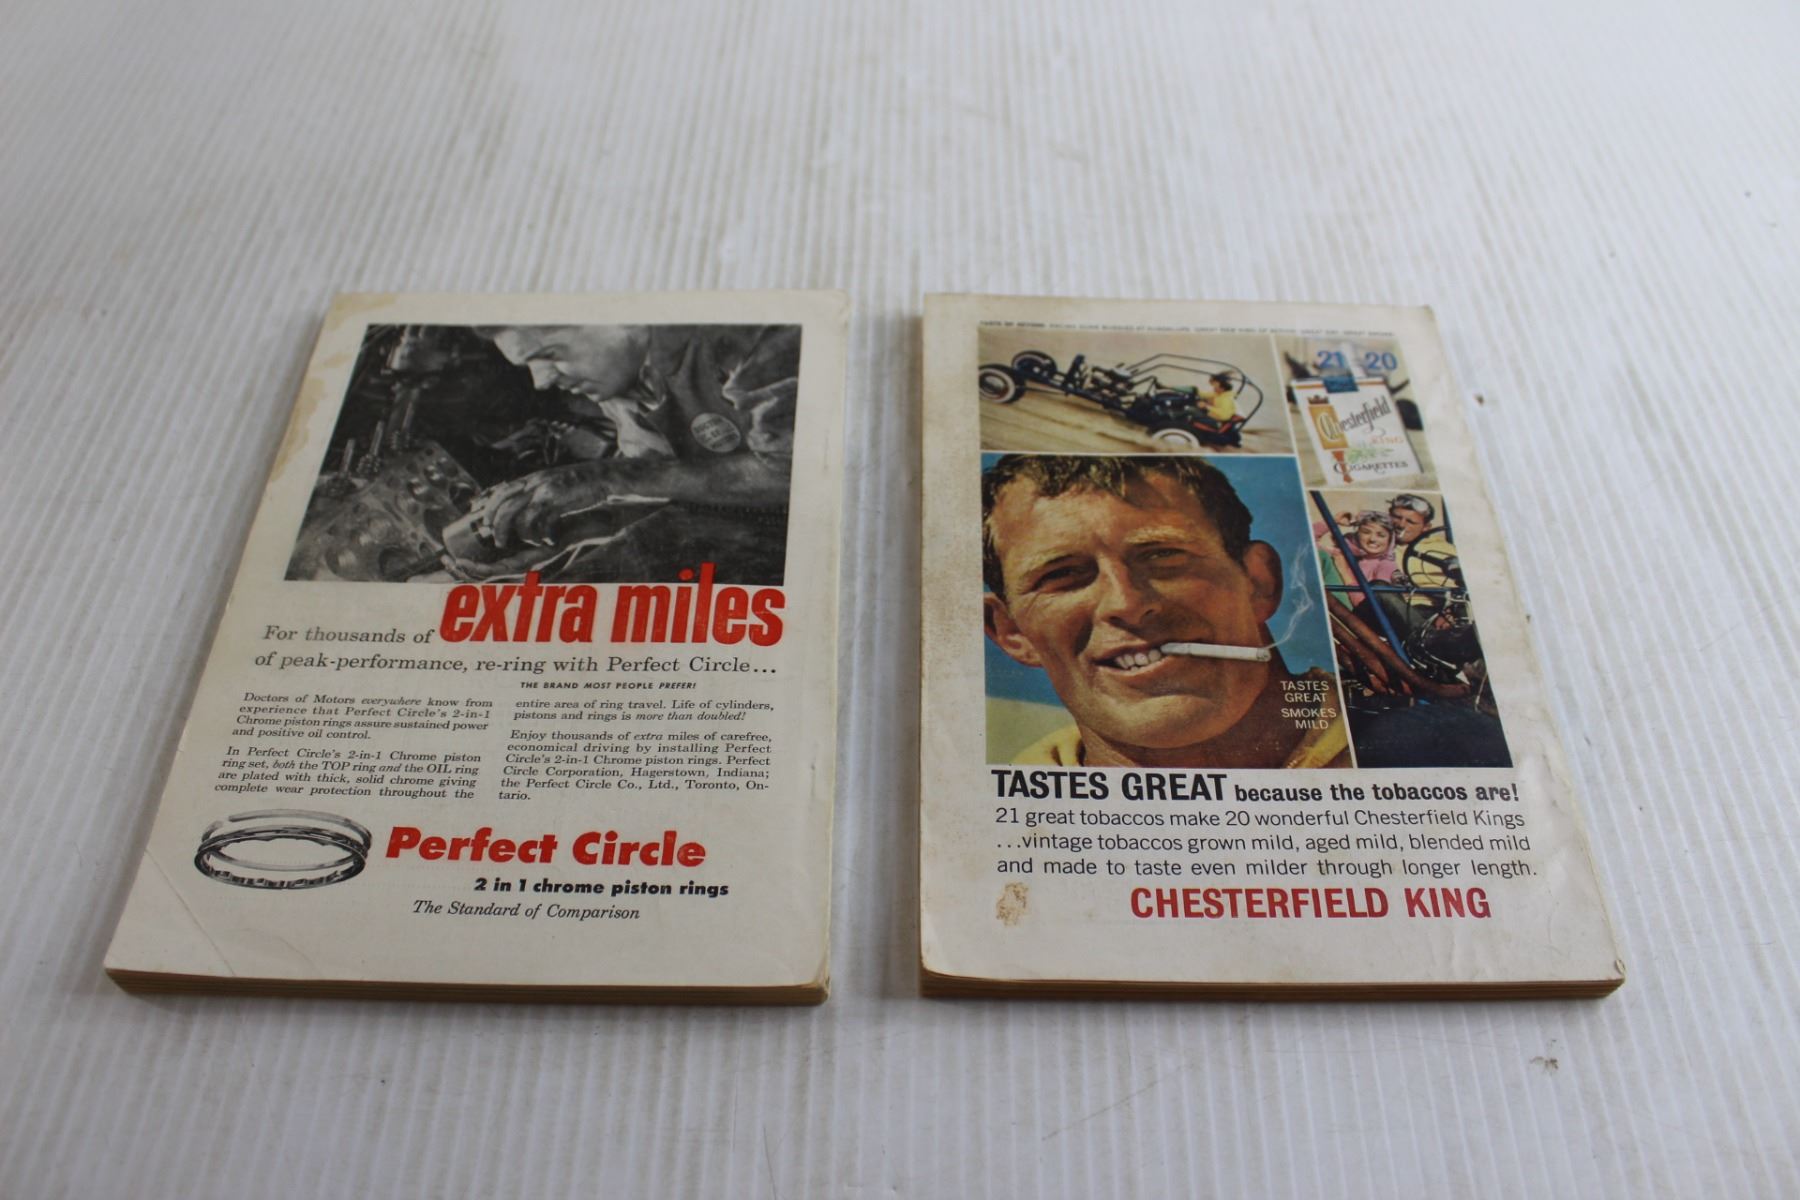 extra miles
For thousands of
of peak-performance, re-ring with Perfect Circle...
THE BRAND MOST PEOPLE PREFER!
Doctors of Motors everywhere know from
experience that Perfect Circle's 2-in-1
Chrome piston rings assure sustained power
and positive oil control.
In Perfect Circle's 2-in-1 Chrome piston
ring set, both the TOP ring and the OIL ring
are plated with thick, solid chrome giving
complete wear protection throughout the
entire area of ring travel. Life of cylinders,
pistons and rings is more than doubled!
Enjoy thousands of extra miles of carefree,
economical driving by installing Perfect
Circle's 2-in-1 Chrome piston rings. Perfect
Circle Corporation, Hagerstown, Indiana;
the Perfect Circle Co., Ltd., Toronto, On-
tario.
Perfect Circle
2 in 1 chrome piston rings
The Standard of Comparison
21 20
Chesterfield
KING
CIGARETTES
TASTES
GREAT
SMOKES
MILD
TASTES GREAT because the tobaccos are!
21 great tobaccos make 20 wonderful Chesterfield Kings
...vintage tobaccos grown mild, aged mild, blended mild
and made to taste even milder through longer length.
CHESTERFIELD KING